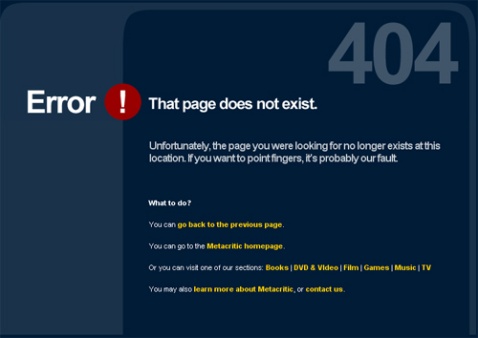 404
Error ! That page does not exist.
Unfortunately, the page you were looking for no longer exists at this
location. If you want to point fingers, it's probably our fault.
What to do?
You can go back to the previous page.
You can go to the Metacritic homepage.
Or you can visit one of our sections: Books | DVD & Video | Film | Games | Music | TV
You may also learn more about Metacritic, or contact us.